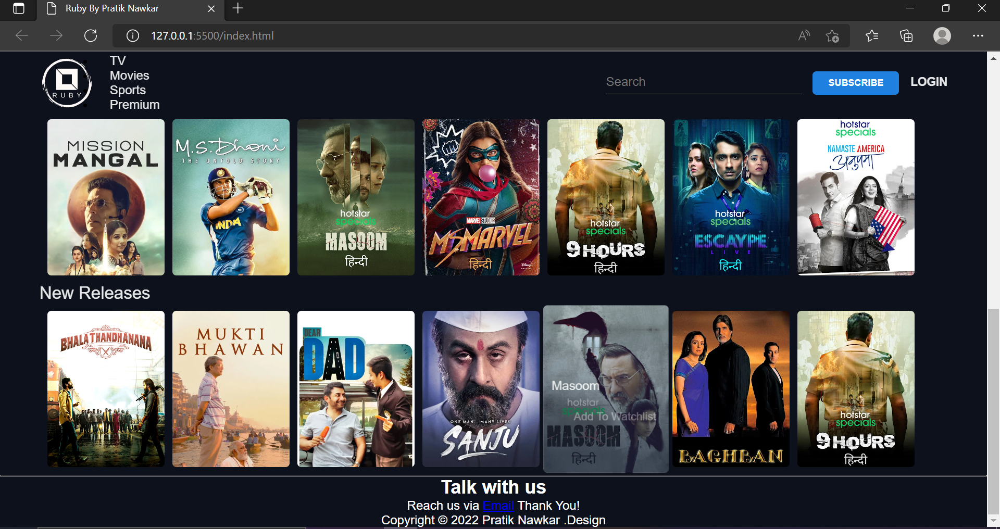 Ruby By Pratik Nawkar
127.0.0.1:5500/index.html
RUBY
TV
Movies
Sports
Premium
Search
SUBSCRIBE
LOGIN
MISSION
MANGAL
M.S.Dhoni
THE UNTOLD STORY
INDIA
hotstar
specials
MASOOM
हिन्दी
MARVEL STUDIOS
MS MARVEL
हिन्दी
Disney+
ORIGINAL
hotstar
specials
9 HOURS
हिन्दी
hotstar
specials
ESCAYPE
LIVE
हिन्दी
hotstar
specials
NAMASTE AMERICA
अनुपमा
New Releases
BHALA THANDHANANA
MUKTI
BHAWAN
DEAR
DAD
ONE MAN... MANY LIVES
SANJU
Masoom
hotstar
specials
Add To Watchlist
MASOOM
हिन्दी
BAGHBAN
hotstar
specials
9 HOURS
हिन्दी
Talk with us
Reach us via Email Thank You!
Copyright © 2022 Pratik Nawkar .Design